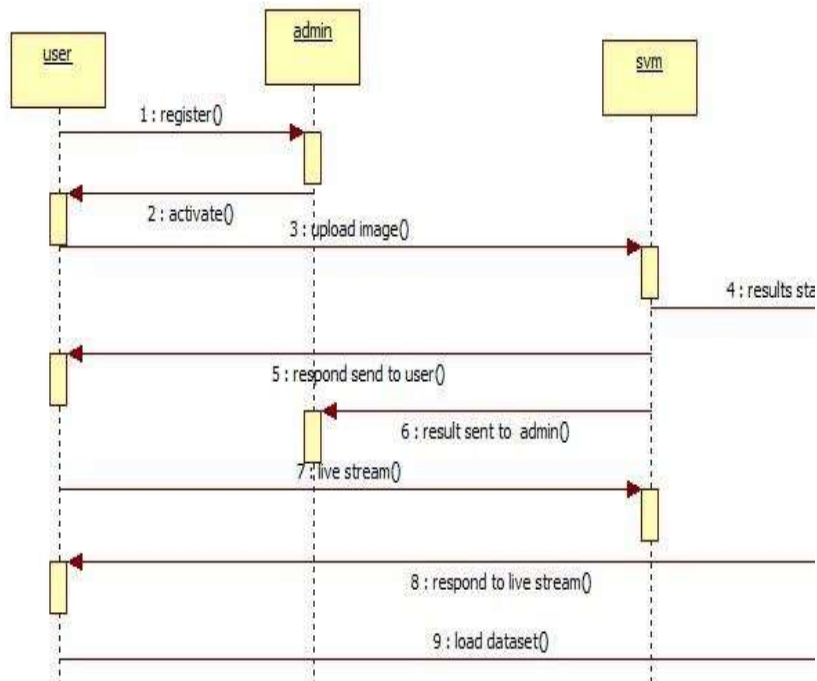 user
admin
svm
1 : register()
2 : activate()
3 : upload image()
4 : results sta
5 : respond send to user()
6 : result sent to admin()
7 : live stream()
8 : respond to live stream()
9 : load dataset()